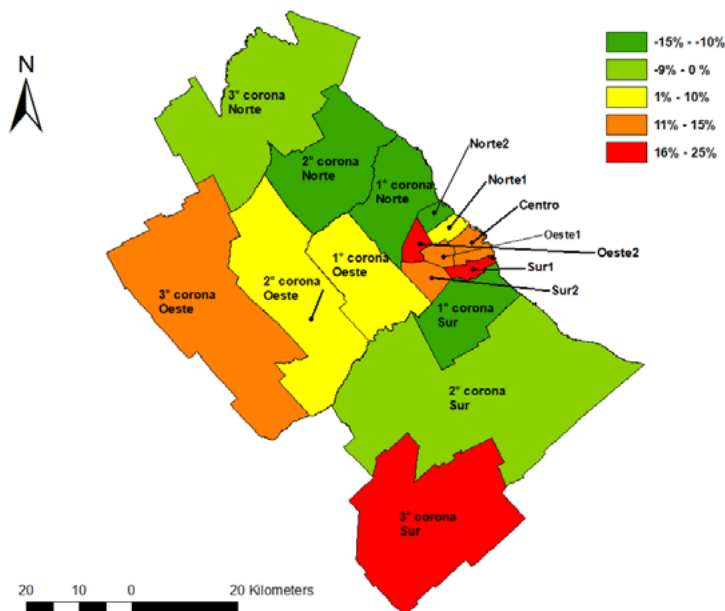 N
-15% - -10%
-9% - 0 %
1% - 10%
11% - 15%
16% - 25%
3° corona
Norte
2° corona
Norte
1° corona
Norte
Norte2
Norte1
Centro
Oeste1
Oeste2
Sur1
Sur2
1° corona
Oeste
2° corona
Oeste
3° corona
Oeste
1° corona
Sur
2° corona
Sur
3° corona
Sur
20 10 0 20 Kilometers